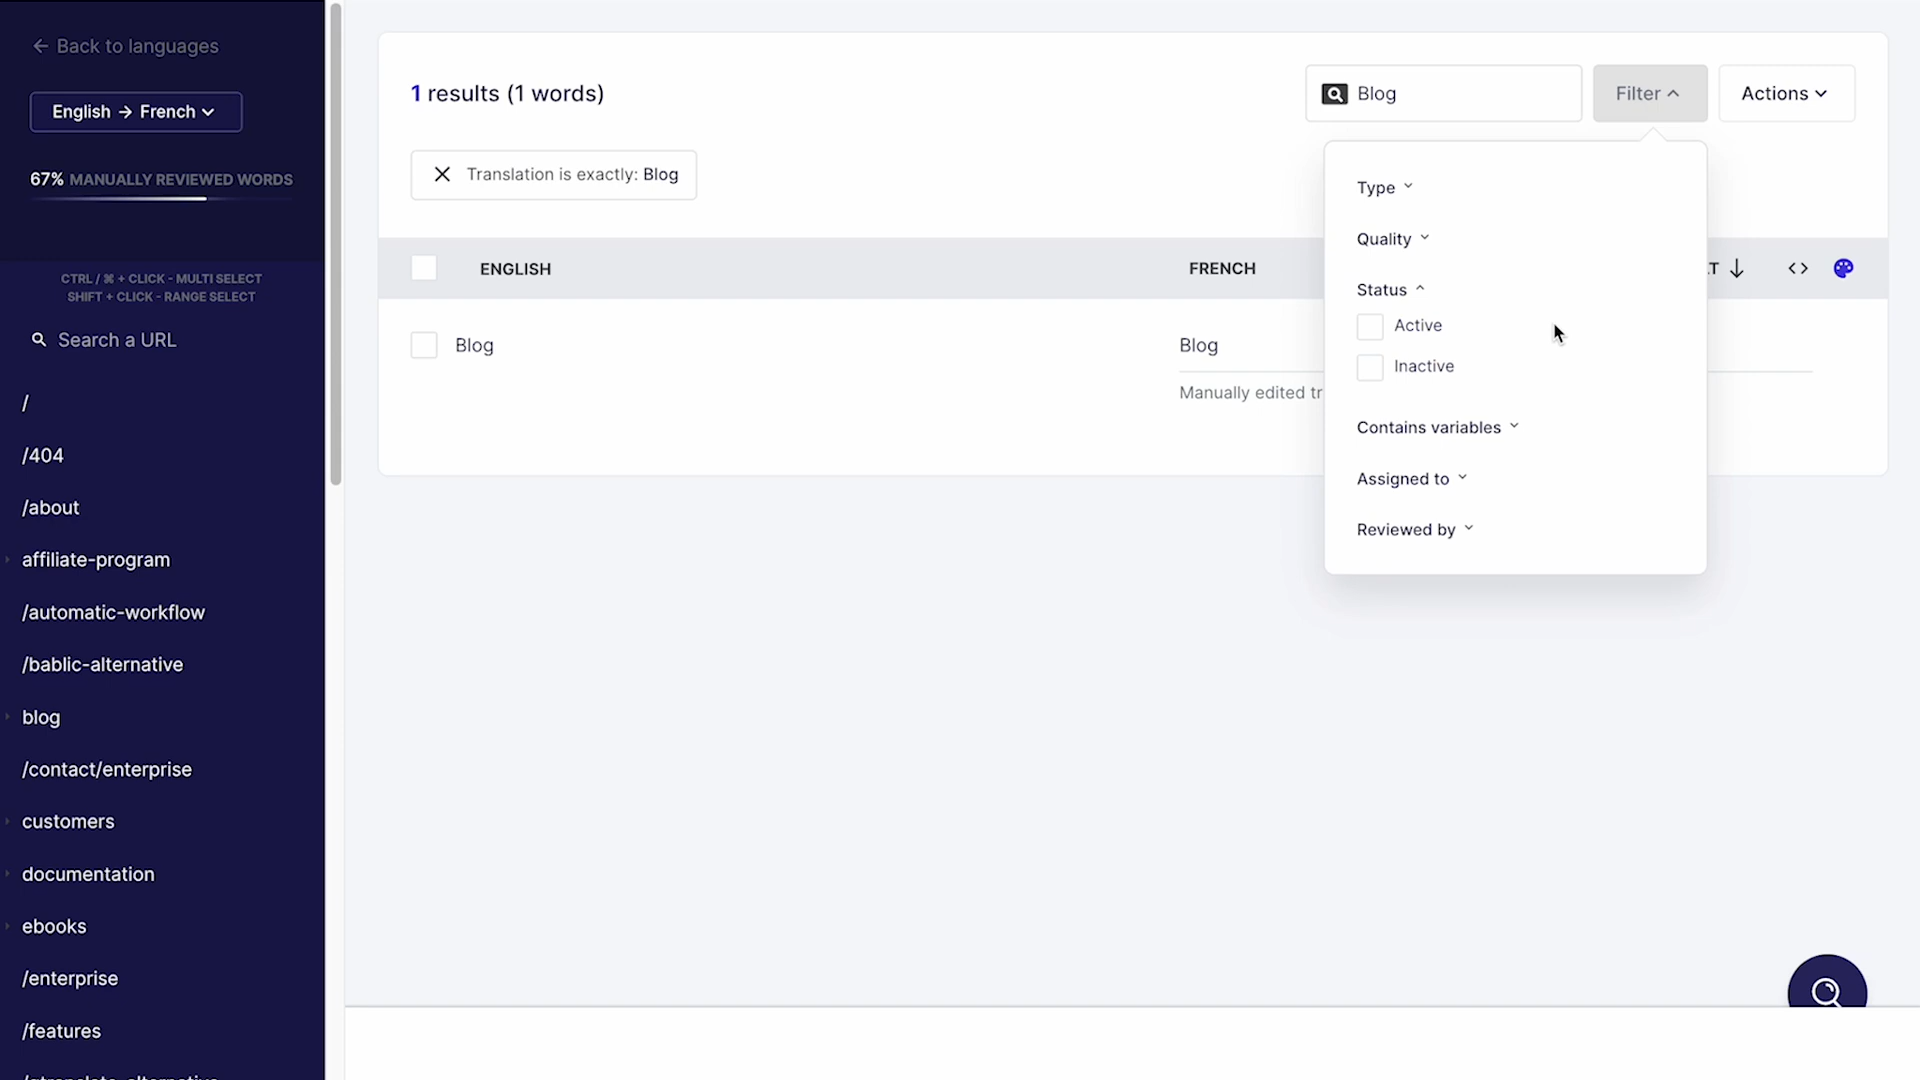 Back to languages
English → French
67% MANUALLY REVIEWED WORDS
CTRL / ⌘ + CLICK - MULTI SELECT
SHIFT + CLICK - RANGE SELECT
Search a URL
/
/404
/about
affiliate-program
/automatic-workflow
/bablic-alternative
blog
/contact/enterprise
customers
documentation
ebooks
/enterprise
/features
1 results (1 words)
Blog
Filter
Actions
Translation is exactly: Blog
ENGLISH
FRENCH
Blog
Blog
Manually edited
Type
Quality
Status
Active
Inactive
Contains variables
Assigned to
Reviewed by